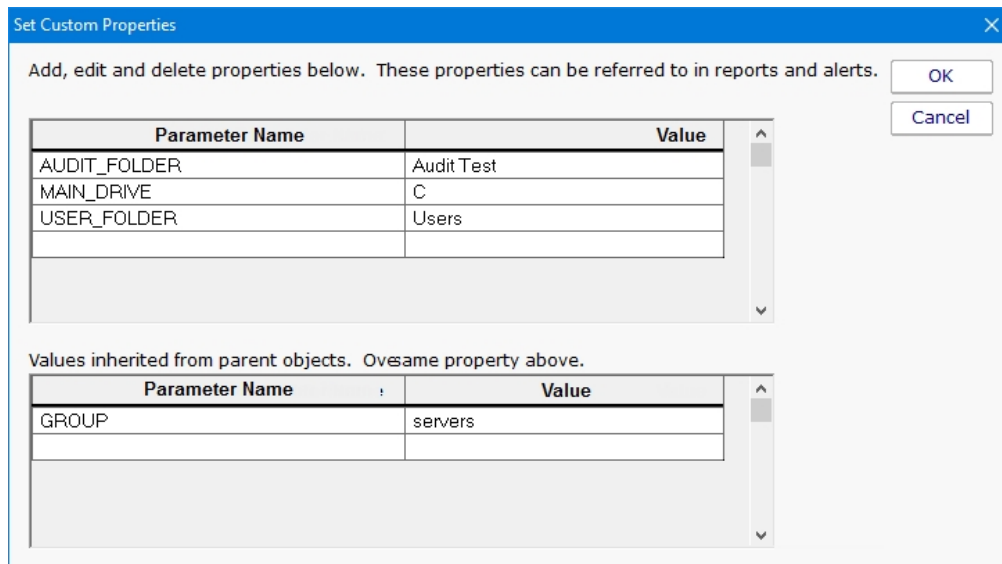 Set Custom Properties
Add, edit and delete properties below. These properties can be referred to in reports and alerts.
OK
Cancel
Parameter Name Value
AUDIT_FOLDER Audit Test
MAIN_DRIVE C
USER_FOLDER Users
Values inherited from parent objects. Ovesame property above.
Parameter Name Value
GROUP servers